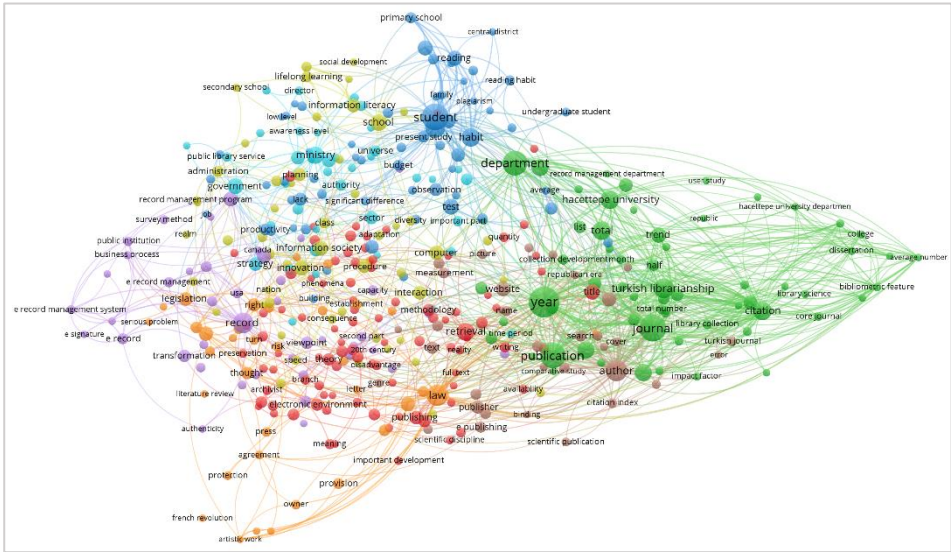 primary school
central district
social development
reading
lifelong learning
reading habit
secondary school
director
family
plagiarism
information literacy
low level
student
undergraduate student
school
awareness level
present study
habit
public library service
ministry
universe
department
administration
planning
budget
record management department
government
authority
observation
average
user study
record management program
lack
significant difference
test
hacettepe university
hacettepe university departmen
survey method
job
sector
diversity
important part
republic
college
public institution
realm
productivity
class
adaptation
list
total
trend
dissertation
business process
canada
information society
computer
quanuty
picture
collection development
month
half
average number
strategy
innovation
procedure
measurement
republican era
e record management
phenomena
website
title
turkish librarianship
library science
bibliometric feature
usa
nation
capacity
interaction
legislation
right
building
establishment
methodology
name
year
total number
citation
core journal
e record management system
serious problem
consequence
e signature
record
second part
retrieval
time period
journal
library collection
e record
turn
risk
viewpoint
20th century
text
reality
writing
search
cover
turkish journal
transformation
preservation
speed
theory
disadvantage
publication
error
thought
branch
full text
comparative study
author
impact factor
literature review
archivist
letter
genre
law
availability
electronic environment
publisher
citation index
authenticity
publishing
e publishing
binding
press
meaning
scientific discipline
scientific publication
agreement
important development
protection
provision
owner
french revolution
artistic work